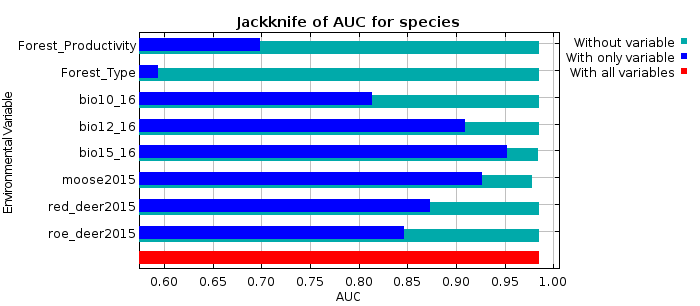 Jackknife of AUC for species
Environmental Variable
Forest_Productivity
Forest_Type
bio10_16
bio12_16
bio15_16
moose2015
red_deer2015
roe_deer2015
Without variable
With only variable
With all variables
0.60 0.65 0.70 0.75 0.80 0.85 0.90 0.95 1.00
AUC